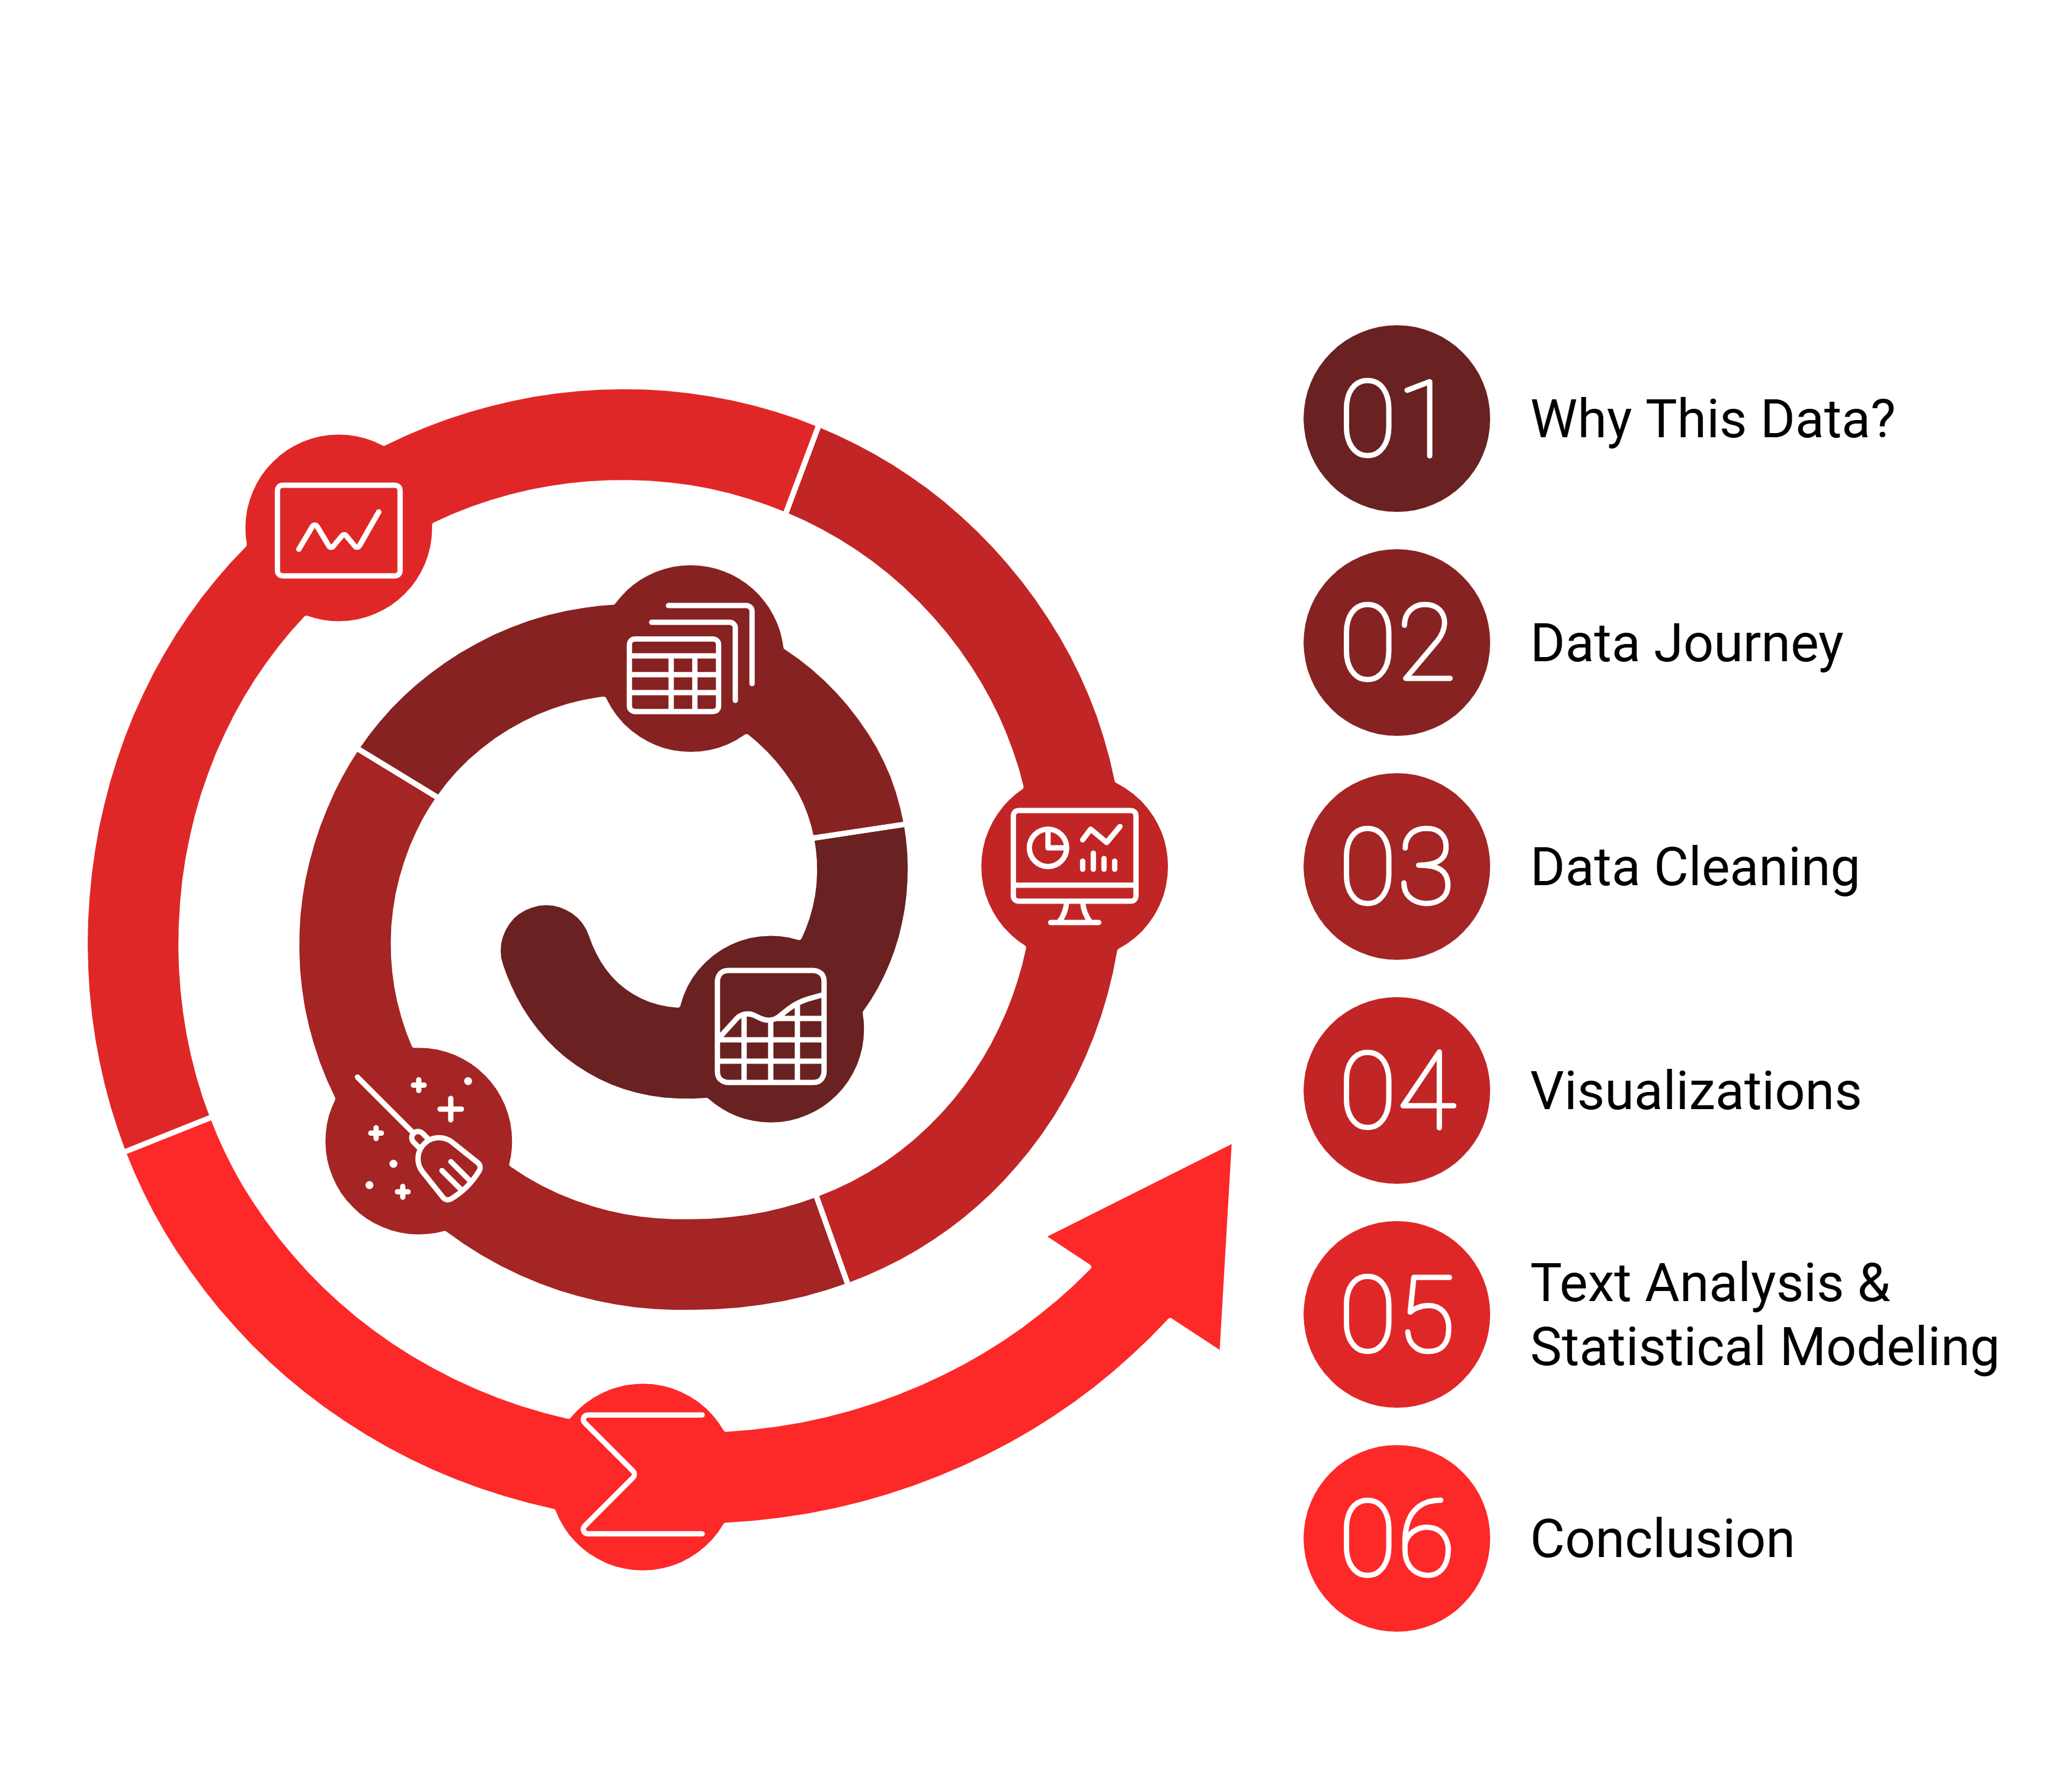 01
Why This Data?
02
Data Journey
03
Data Cleaning
04
Visualizations
05
Text Analysis &
Statistical Modeling
06
Conclusion